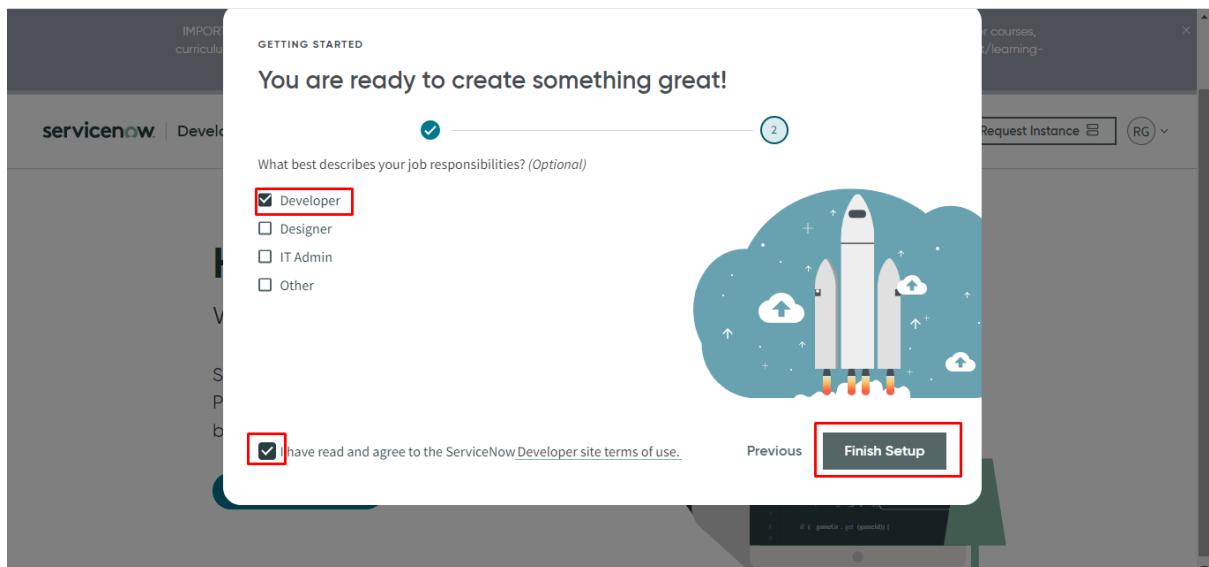 IMPOR
r courses,
curriculu
t/learning-
GETTING STARTED
You are ready to create something great!
servicenow
Develo
2
Request Instance
RG
What best describes your job responsibilities? (Optional)
Developer
Designer
IT Admin
Other
H
W
S
P
b
I have read and agree to the ServiceNow Developer site terms of use.
Previous
Finish Setup